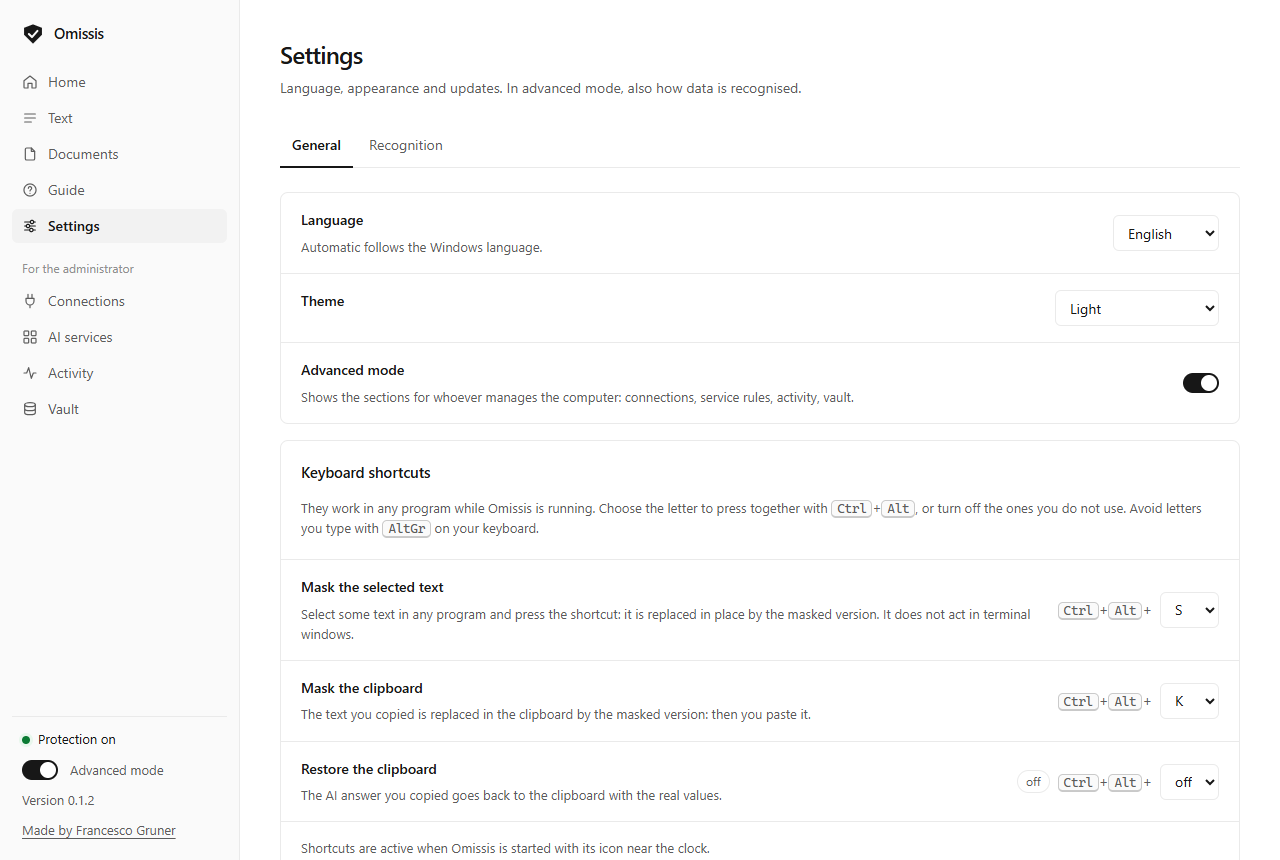 Omissis
Home
Text
Documents
Guide
Settings
For the administrator
Connections
AI services
Activity
Vault
Protection on
Advanced mode
Version 0.1.2
Made by Francesco Gruner
Settings
Language, appearance and updates. In advanced mode, also how data is recognised.
General
Recognition
Language
Automatic follows the Windows language.
English
Theme
Light
Advanced mode
Shows the sections for whoever manages the computer: connections, service rules, activity, vault.
Keyboard shortcuts
They work in any program while Omissis is running. Choose the letter to press together with Ctrl+Alt, or turn off the ones you do not use. Avoid letters
you type with AltGr on your keyboard.
Mask the selected text
Select some text in any program and press the shortcut: it is replaced in place by the masked version. It does not act in terminal
windows.
Ctrl+Alt+ S
Mask the clipboard
The text you copied is replaced in the clipboard by the masked version: then you paste it.
Ctrl+Alt+ K
Restore the clipboard
The AI answer you copied goes back to the clipboard with the real values.
off Ctrl+Alt+ off
Shortcuts are active when Omissis is started with its icon near the clock.